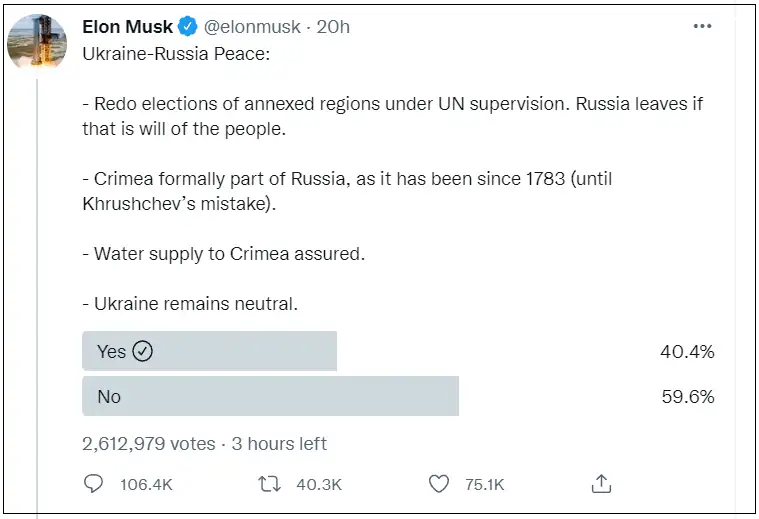 Elon Musk @elonmusk · 20h
Ukraine-Russia Peace:
- Redo elections of annexed regions under UN supervision. Russia leaves if
that is will of the people.
- Crimea formally part of Russia, as it has been since 1783 (until
Khrushchev’s mistake).
- Water supply to Crimea assured.
- Ukraine remains neutral.
Yes 40.4%
No 59.6%
2,612,979 votes · 3 hours left
106.4K 40.3K 75.1K